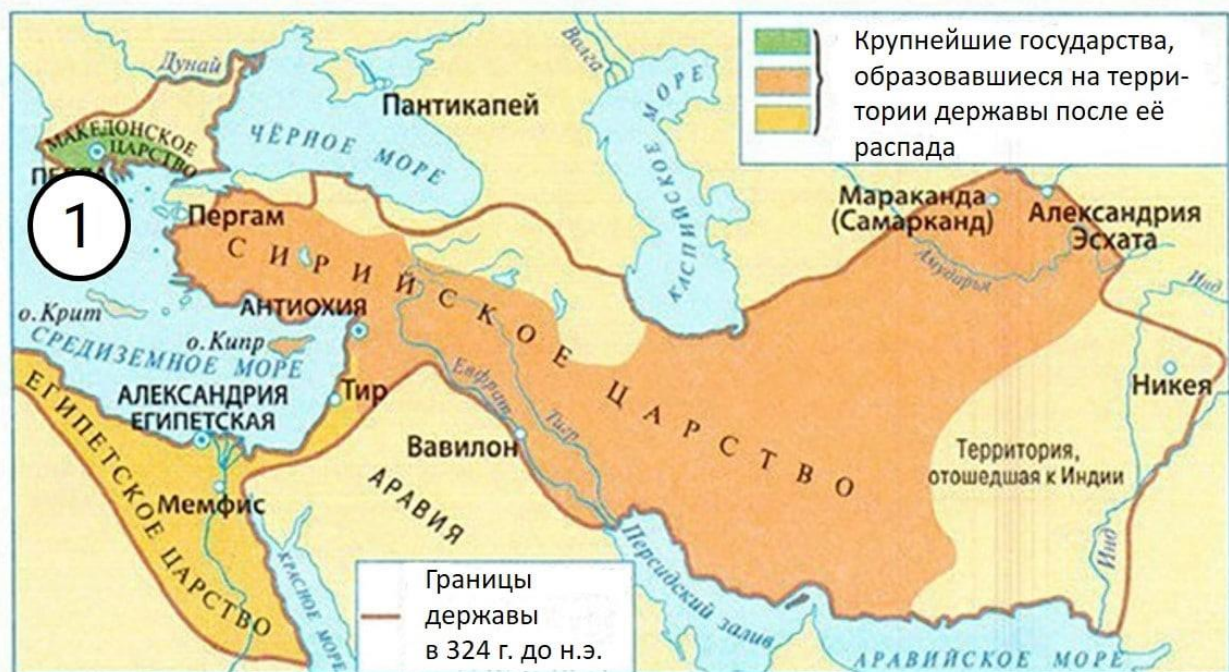 Крупнейшие государства,
образовавшиеся на терри-
тории державы после её
распада
Волга
Дунай
Пантикапей
МАКЕДОНСКОЕ
ЦАРСТВО
ЧЁРНОЕ МОРЕ
КАСПИЙСКОЕ МОРЕ
1
Пергам
Мараканда
(Самарканд)
Александрия
Эсхата
Амударья
Инд
СИРИЙСКОЕ ЦАРСТВО
АНТИОХИЯ
о.Крит
о.Кипр
СРЕДИЗЕМНОЕ МОРЕ
АЛЕКСАНДРИЯ
ЕГИПЕТСКАЯ
Тир
Евфрат
Тигр
Никея
ЕГИПЕТСКОЕ ЦАРСТВО
Вавилон
Территория,
отошедшая к Индии
Мемфис
АРАВИЯ
КРАСНОЕ МОРЕ
Персидский залив
Инд
АРАВИЙСКОЕ МОРЕ
Границы
державы
в 324 г. до н.э.